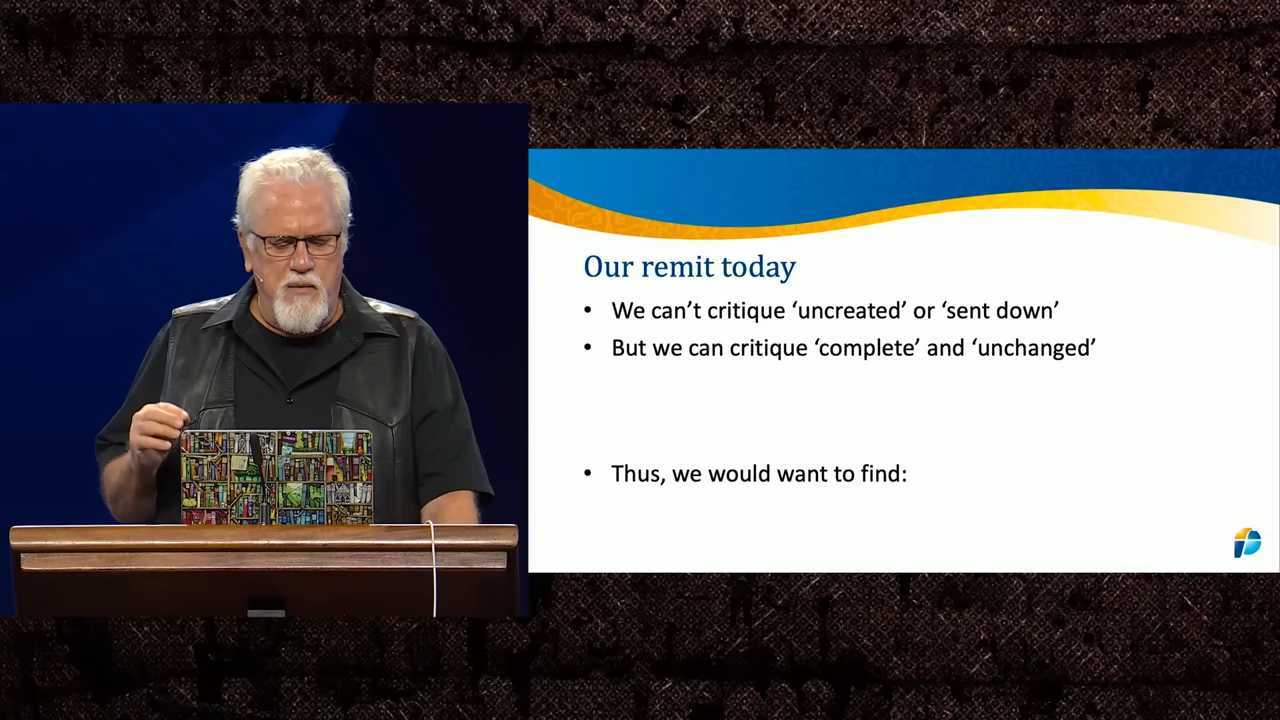 Our remit today
• We can’t critique ‘uncreated’ or ‘sent down’
• But we can critique ‘complete’ and ‘unchanged’
• Thus, we would want to find: